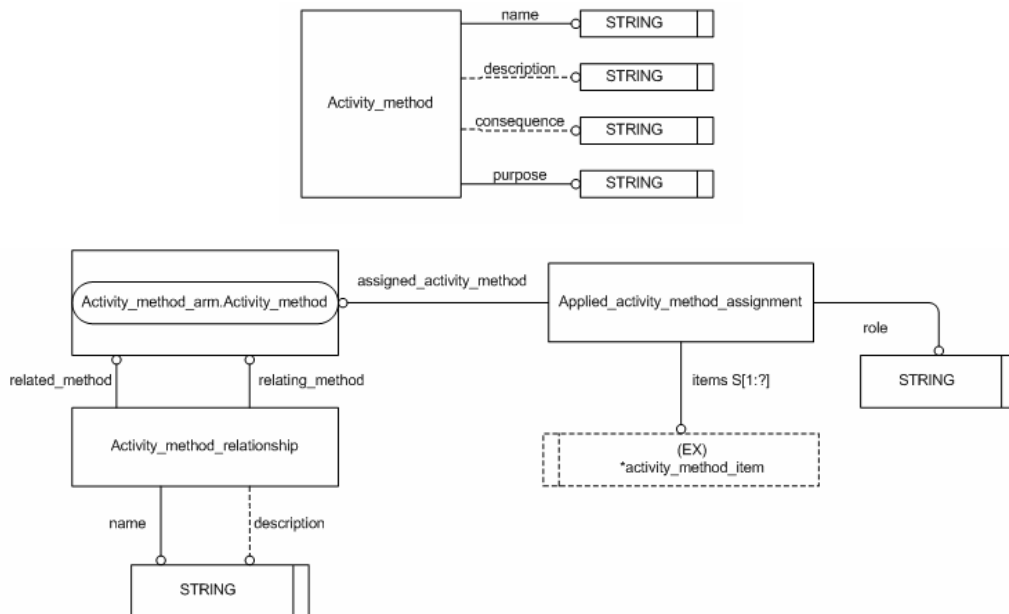 name
STRING
description
STRING
Activity_method
consequence
STRING
purpose
STRING
Activity_method_arm.Activity_method
assigned_activity_method
Applied_activity_method_assignment
role
STRING
related_method
relating_method
items S[1:?]
Activity_method_relationship
(EX)
*activity_method_item
name
description
STRING